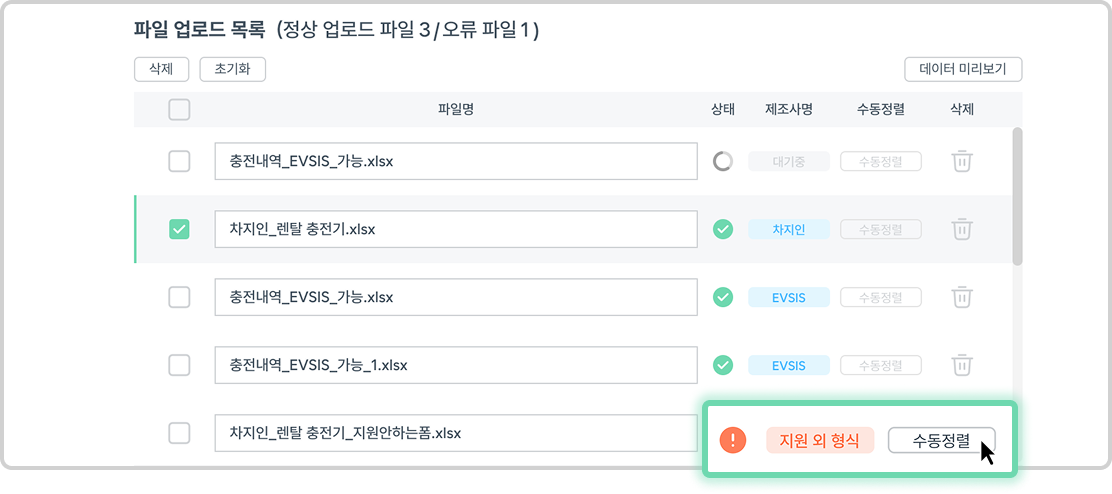 파일 업로드 목록 (정상 업로드 파일 3 / 오류 파일 1 )
삭제 초기화 데이터 미리보기
파일명 상태 제조사명 수동정렬 삭제
충전내역_EVSIS_가능.xlsx 대기중 수동정렬
차지인_렌탈 충전기.xlsx 차지인 수동정렬
충전내역_EVSIS_가능.xlsx EVSIS 수동정렬
충전내역_EVSIS_가능_1.xlsx EVSIS 수동정렬
차지인_렌탈 충전기_지원안하는폼.xlsx 지원 외 형식 수동정렬